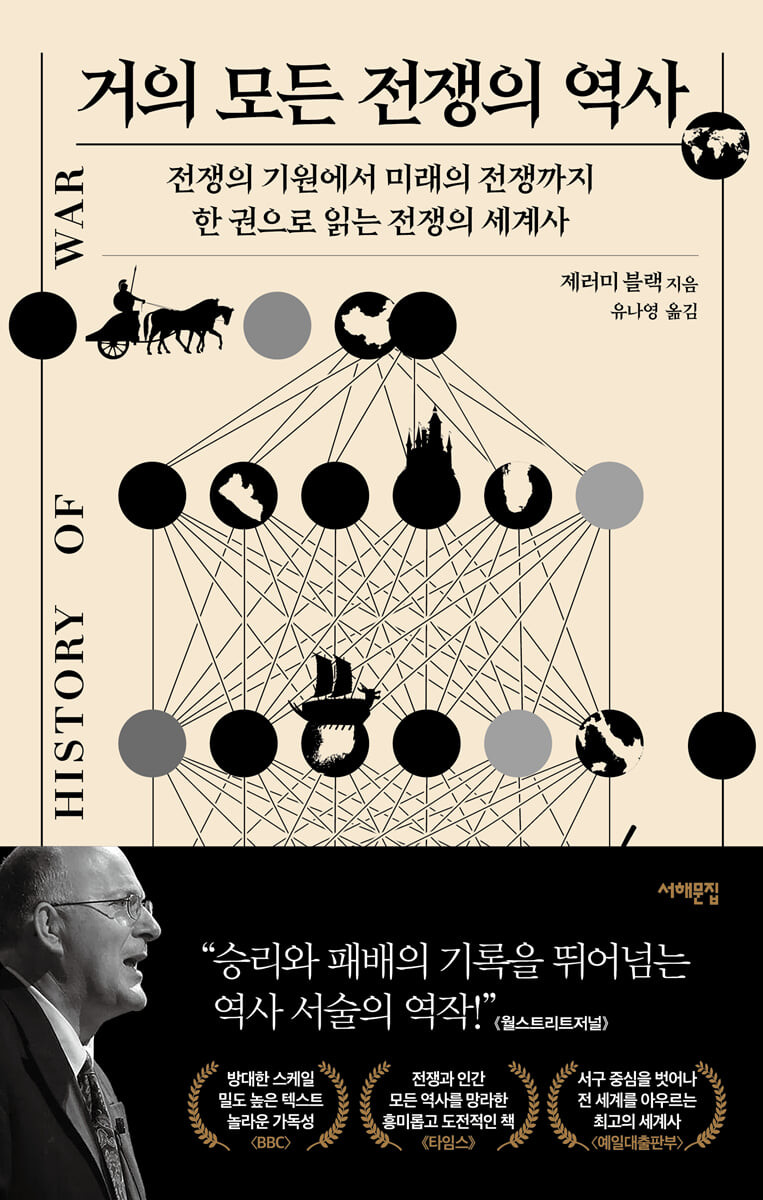 거의 모든 전쟁의 역사
전쟁의 기원에서 미래의 전쟁까지
한 권으로 읽는 전쟁의 세계사
제러미 블랙 지음
유나영 옮김
HISTORY OF WAR
서해문집
“승리와 패배의 기록을 뛰어넘는
역사 서술의 역작!”《월스트리트저널》
방대한 스케일
밀도 높은 텍스트
놀라운 가독성
〈BBC〉
전쟁과 인간
모든 역사를 망라한
흥미롭고 도전적인 책
《타임스》
서구 중심을 벗어나
전 세계를 아우르는
최고의 세계사
〈예일대출판부〉